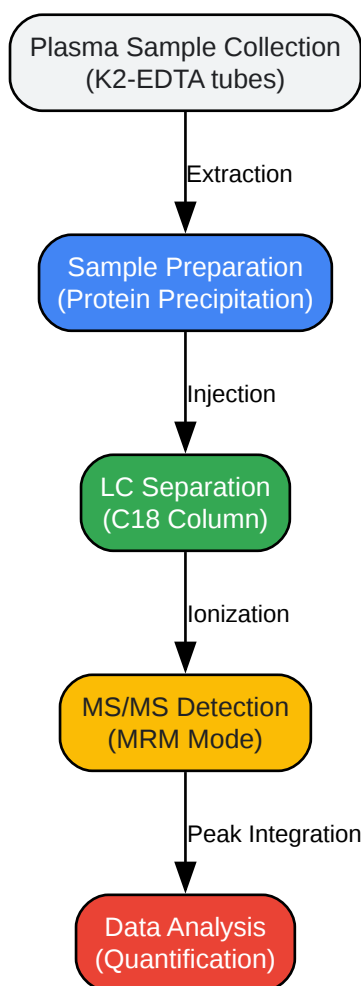 Plasma Sample Collection
(K2-EDTA tubes)
Extraction
Sample Preparation
(Protein Precipitation)
Injection
LC Separation
(C18 Column)
Ionization
MS/MS Detection
(MRM Mode)
Peak Integration
Data Analysis
(Quantification)